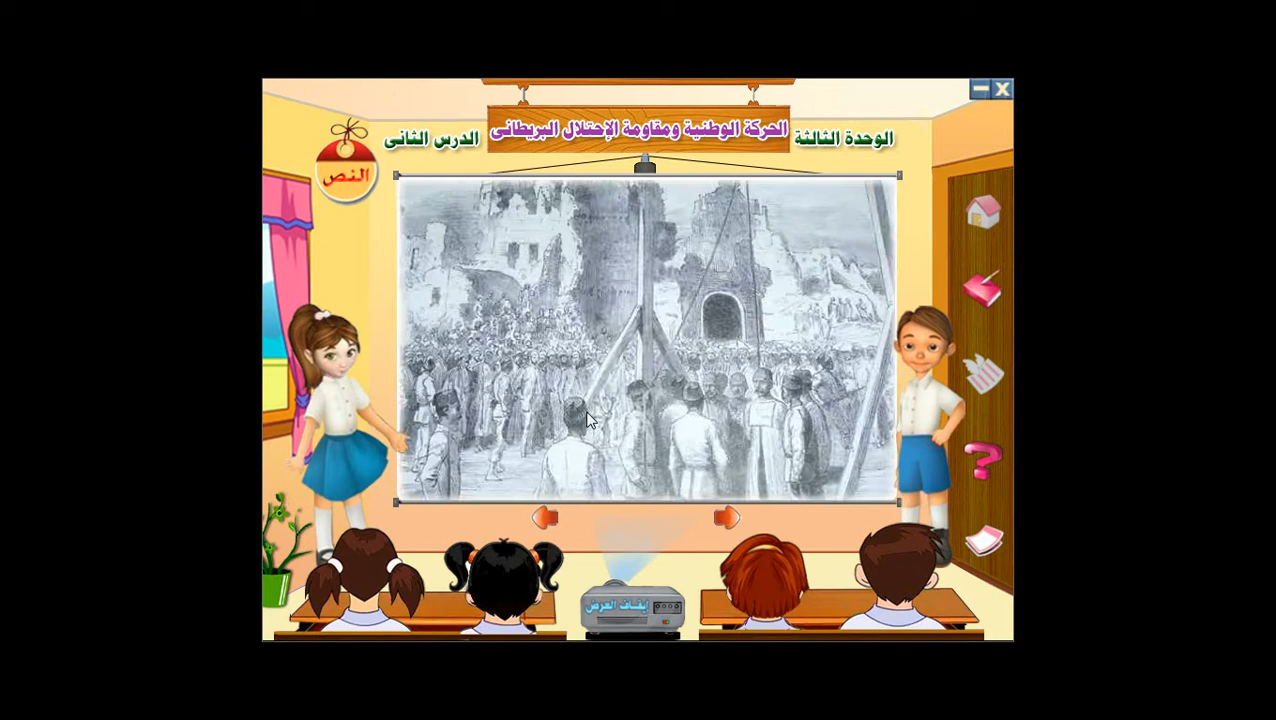 الوحدة الثالثة
الحركة الوطنية ومقاومة الإحتلال البريطانى
الدرس الثانى
النص
إيقاف العرض